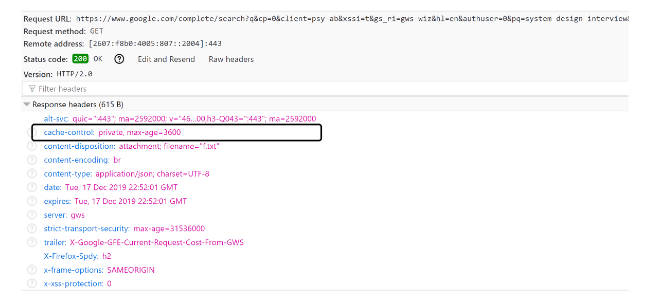 Request URL: https://www.google.com/complete/search?q&cp=0&client=psy-ab&xssi=t&gs_ri=gws-wiz&hl=en&authuser=0&pq=system design interview&
Request method: GET
Remote address: [2607:f8b0:4005:807::2004]:443
Status code: 200 OK ? Edit and Resend Raw headers
Version: HTTP/2.0
Filter headers
Response headers (615 B)
alt-svc: quic=":443"; ma=2592000; v="46…00,h3-Q043=":443"; ma=2592000
cache-control: private, max-age=3600
content-disposition: attachment; filename="f.txt"
content-encoding: br
content-type: application/json; charset=UTF-8
date: Tue, 17 Dec 2019 22:52:01 GMT
expires: Tue, 17 Dec 2019 22:52:01 GMT
server: gws
strict-transport-security: max-age=31536000
trailer: X-Google-GFE-Current-Request-Cost-From-GWS
X-Firefox-Spdy: h2
x-frame-options: SAMEORIGIN
x-xss-protection: 0